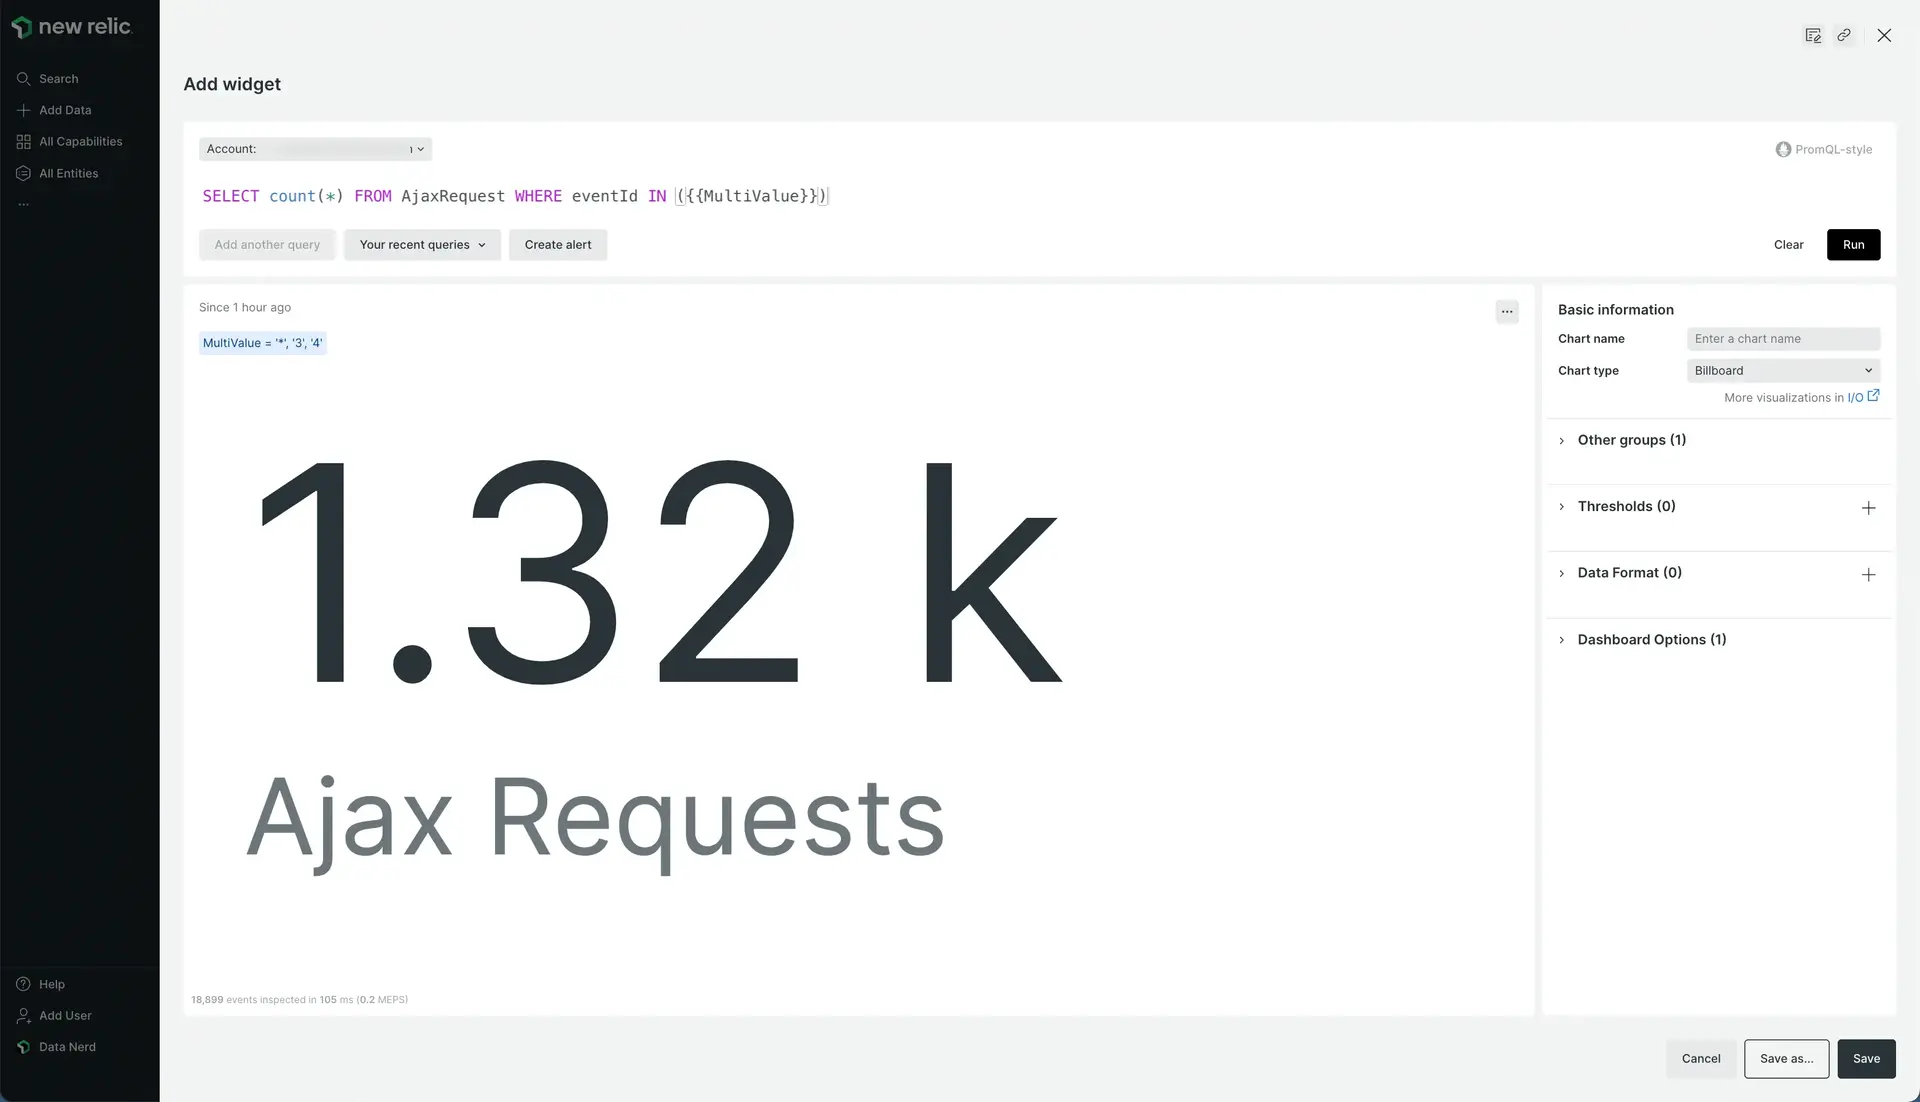 new relic.
Search
Add Data
All Capabilities
All Entities
...
Help
Add User
Data Nerd
Add widget
Account:
PromQL-style
SELECT count(*) FROM AjaxRequest WHERE eventId IN ({{MultiValue}})
Add another query
Your recent queries
Create alert
Clear
Run
Since 1 hour ago
...
MultiValue = '*', '3', '4'
1.32 k
Ajax Requests
18,899 events inspected in 105 ms (0.2 MEPS)
Basic information
Chart name
Enter a chart name
Chart type
Billboard
More visualizations in I/O
Other groups (1)
Thresholds (0)
Data Format (0)
Dashboard Options (1)
Cancel
Save as...
Save